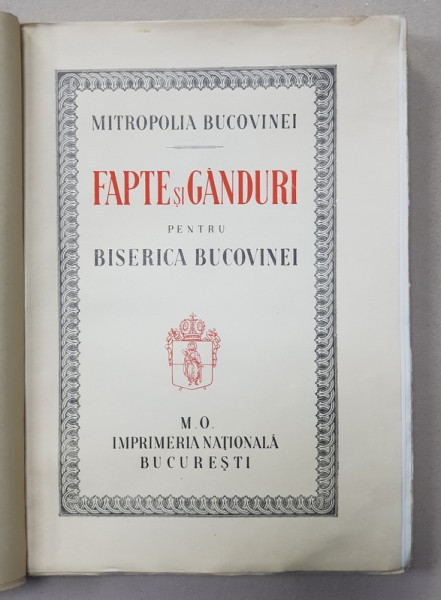 MITROPOLIA BUCOVINEI
FAPTE ȘI GÂNDURI
PENTRU
BISERICA BUCOVINEI
M. O.
IMPRIMERIA NAȚIONALĂ
BUCUREȘTI